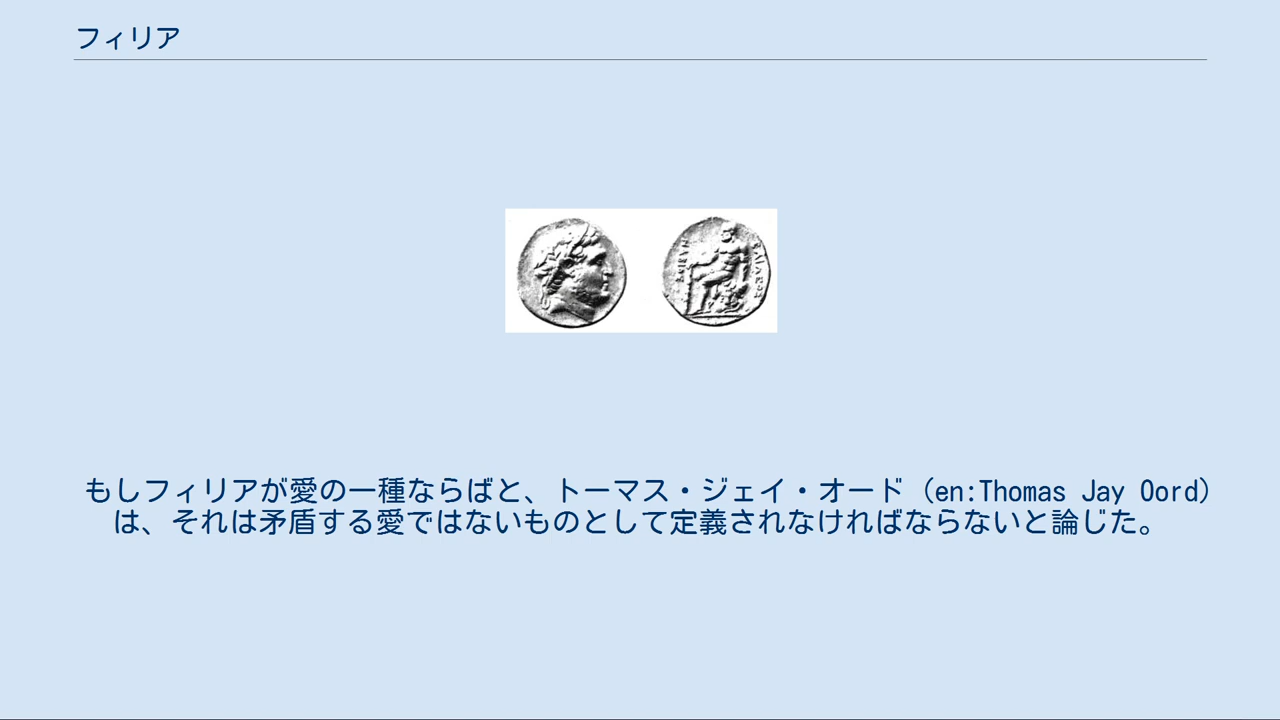 フィリア
もしフィリアが愛の一種ならばと、トーマス・ジェイ・オード（en:Thomas Jay Oord）
は、それは矛盾する愛ではないものとして定義されなければならないと論じた。